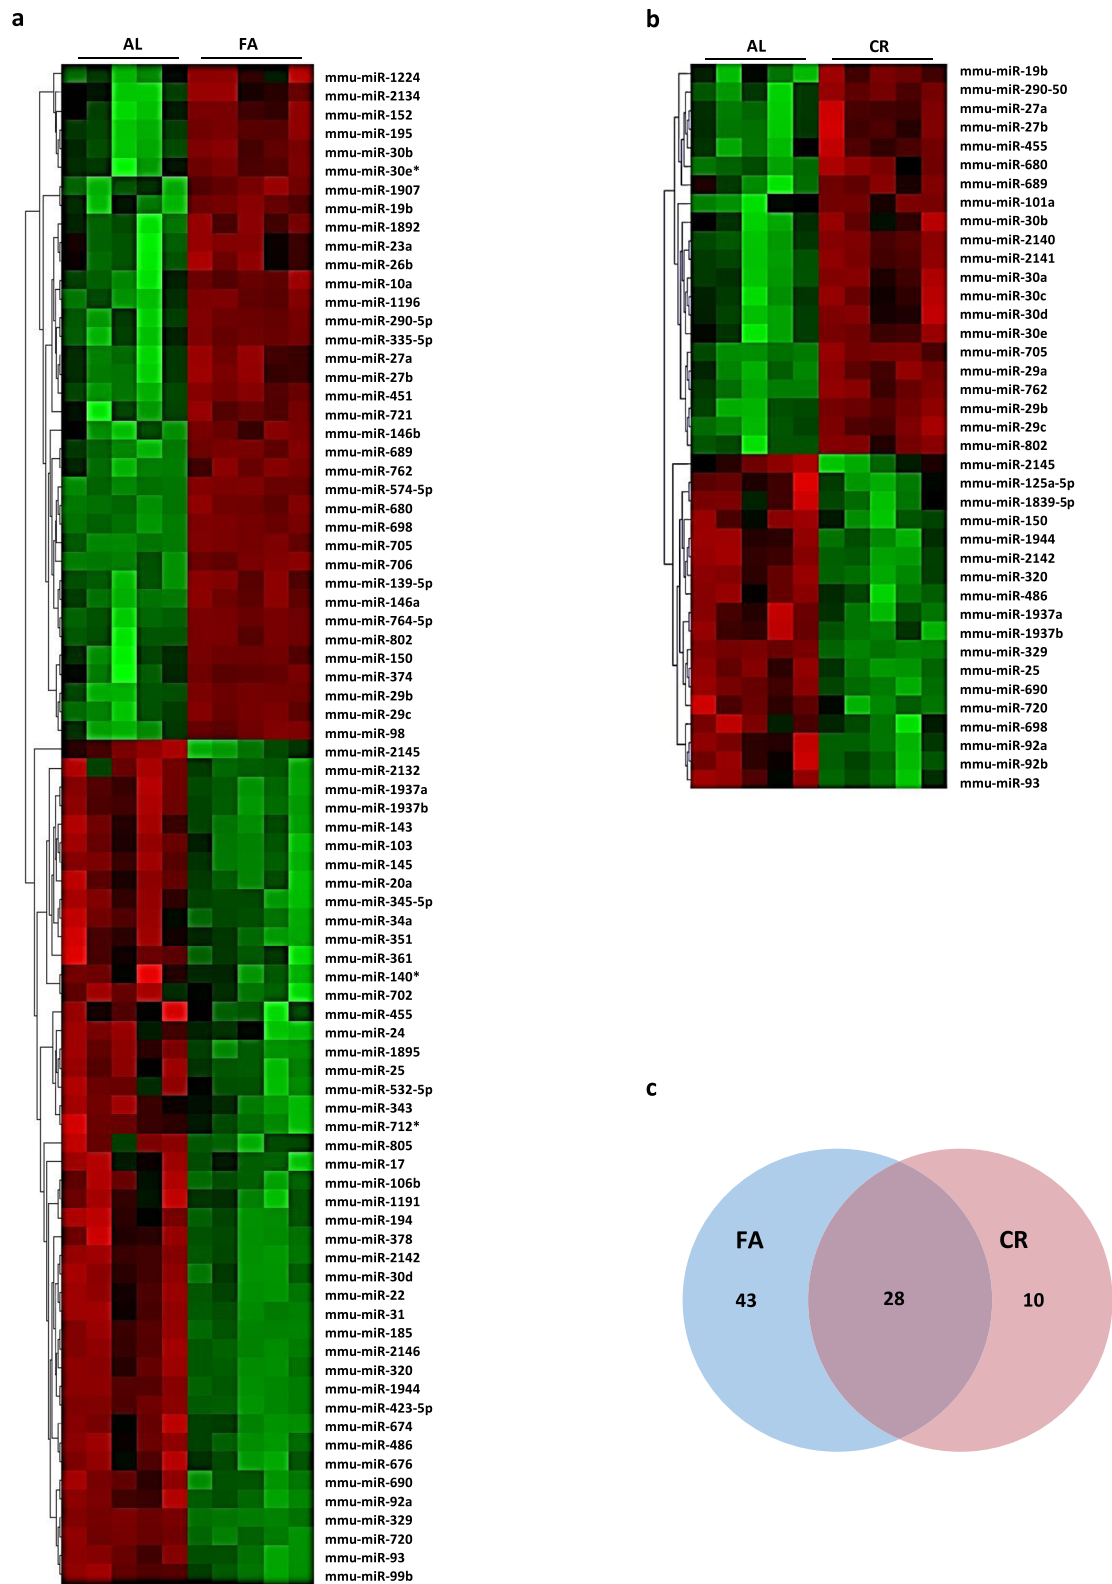 a
AL
FA
mmu-miR-1224
mmu-miR-2134
mmu-miR-152
mmu-miR-195
mmu-miR-30b
mmu-miR-30e*
mmu-miR-1907
mmu-miR-19b
mmu-miR-1892
mmu-miR-23a
mmu-miR-26b
mmu-miR-10a
mmu-miR-1196
mmu-miR-290-5p
mmu-miR-335-5p
mmu-miR-27a
mmu-miR-27b
mmu-miR-451
mmu-miR-721
mmu-miR-146b
mmu-miR-689
mmu-miR-762
mmu-miR-574-5p
mmu-miR-680
mmu-miR-698
mmu-miR-705
mmu-miR-706
mmu-miR-139-5p
mmu-miR-146a
mmu-miR-764-5p
mmu-miR-802
mmu-miR-150
mmu-miR-374
mmu-miR-29b
mmu-miR-29c
mmu-miR-98
mmu-miR-2145
mmu-miR-2132
mmu-miR-1937a
mmu-miR-1937b
mmu-miR-143
mmu-miR-103
mmu-miR-145
mmu-miR-20a
mmu-miR-345-5p
mmu-miR-34a
mmu-miR-351
mmu-miR-361
mmu-miR-140*
mmu-miR-702
mmu-miR-455
mmu-miR-24
mmu-miR-1895
mmu-miR-25
mmu-miR-532-5p
mmu-miR-343
mmu-miR-712*
mmu-miR-805
mmu-miR-17
mmu-miR-106b
mmu-miR-1191
mmu-miR-194
mmu-miR-378
mmu-miR-2142
mmu-miR-30d
mmu-miR-22
mmu-miR-31
mmu-miR-185
mmu-miR-2146
mmu-miR-320
mmu-miR-1944
mmu-miR-423-5p
mmu-miR-674
mmu-miR-486
mmu-miR-676
mmu-miR-690
mmu-miR-92a
mmu-miR-329
mmu-miR-720
mmu-miR-93
mmu-miR-99b
b
AL
CR
mmu-miR-19b
mmu-miR-290-50
mmu-miR-27a
mmu-miR-27b
mmu-miR-455
mmu-miR-680
mmu-miR-689
mmu-miR-101a
mmu-miR-30b
mmu-miR-2140
mmu-miR-2141
mmu-miR-30a
mmu-miR-30c
mmu-miR-30d
mmu-miR-30e
mmu-miR-705
mmu-miR-29a
mmu-miR-762
mmu-miR-29b
mmu-miR-29c
mmu-miR-802
mmu-miR-2145
mmu-miR-125a-5p
mmu-miR-1839-5p
mmu-miR-150
mmu-miR-1944
mmu-miR-2142
mmu-miR-320
mmu-miR-486
mmu-miR-1937a
mmu-miR-1937b
mmu-miR-329
mmu-miR-25
mmu-miR-690
mmu-miR-720
mmu-miR-698
mmu-miR-92a
mmu-miR-92b
mmu-miR-93
c
FA
CR
43
28
10